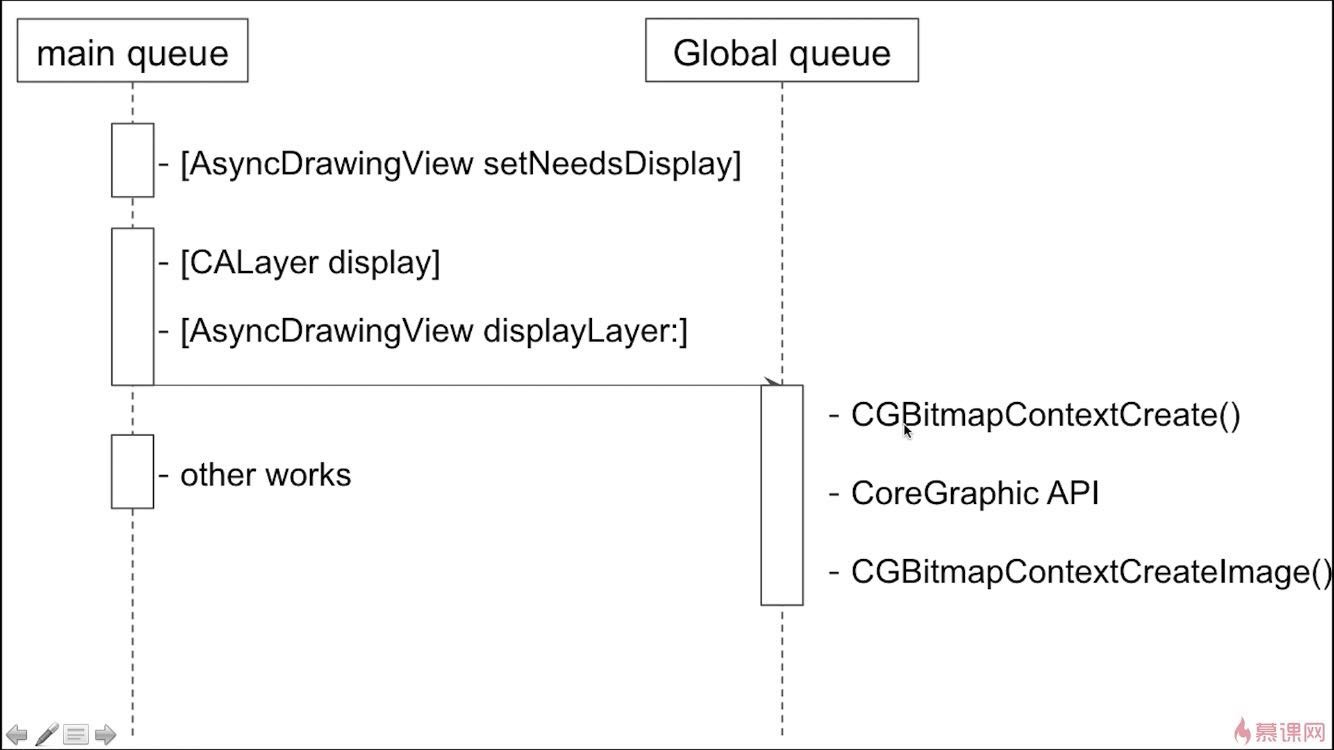 main queue
Global queue
- [AsyncDrawingView setNeedsDisplay]
- [CALayer display]
- [AsyncDrawingView displayLayer:]
- CGBitmapContextCreate()
- other works
- CoreGraphic API
- CGBitmapContextCreateImage()
慕课网